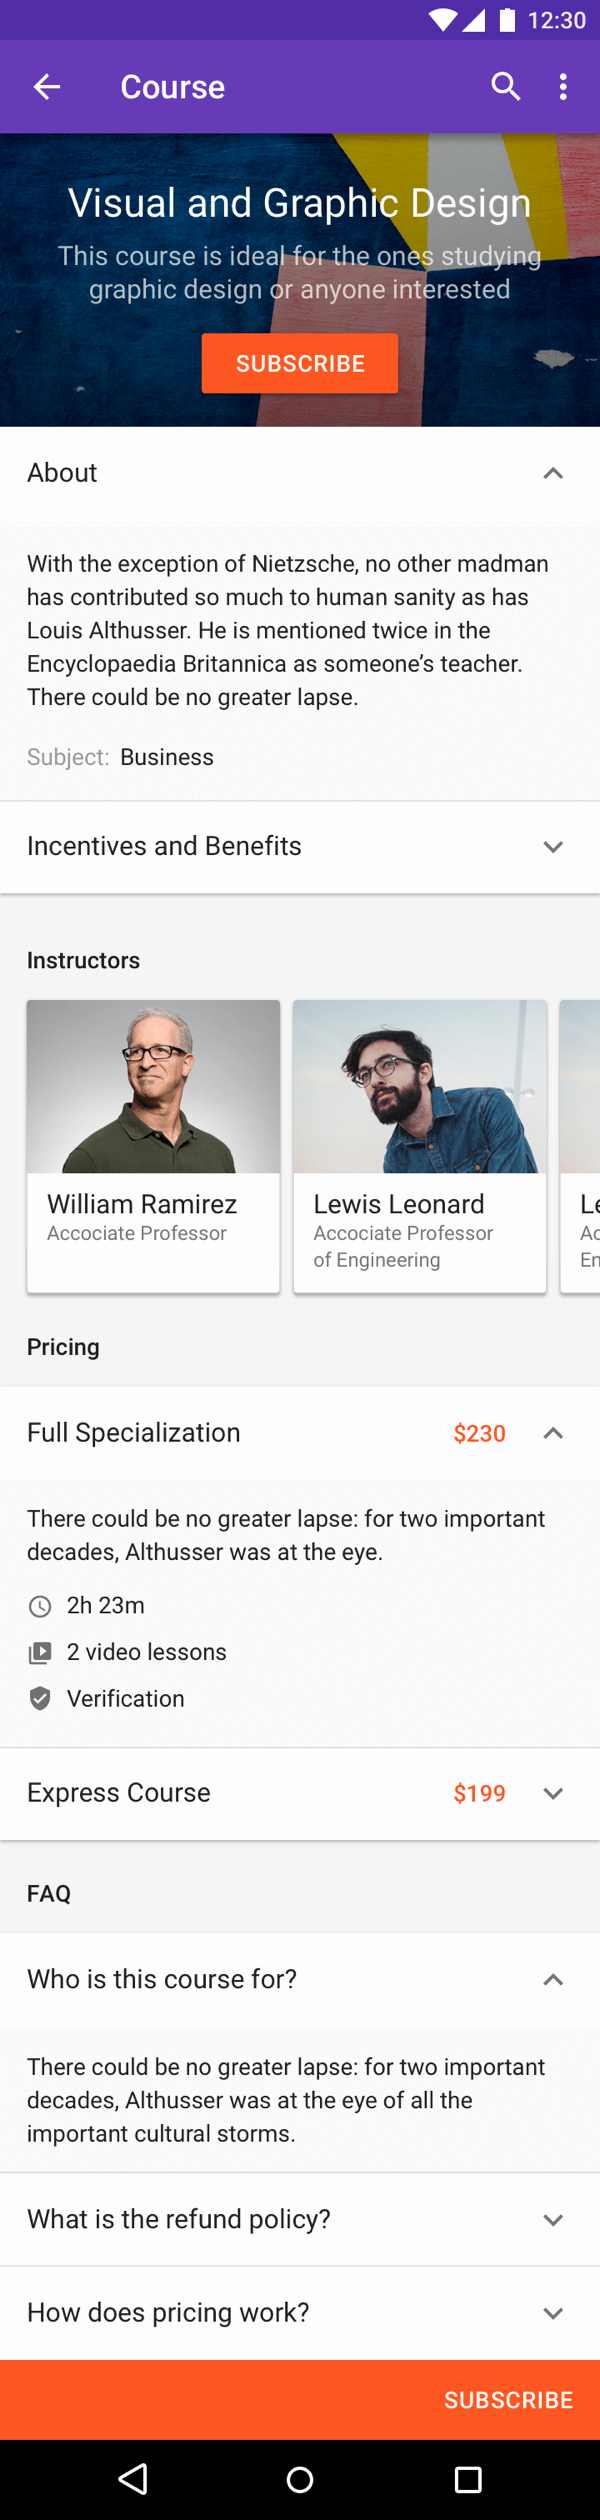 12:30
Course
Visual and Graphic Design
This course is ideal for the ones studying
graphic design or anyone interested
SUBSCRIBE
About
With the exception of Nietzsche, no other madman
has contributed so much to human sanity as has
Louis Althusser. He is mentioned twice in the
Encyclopaedia Britannica as someone’s teacher.
There could be no greater lapse.
Subject: Business
Incentives and Benefits
Instructors
William Ramirez
Accociate Professor
Lewis Leonard
Accociate Professor
of Engineering
Le
Ac
En
Pricing
Full Specialization $230
There could be no greater lapse: for two important
decades, Althusser was at the eye.
2h 23m
2 video lessons
Verification
Express Course $199
FAQ
Who is this course for?
There could be no greater lapse: for two important
decades, Althusser was at the eye of all the
important cultural storms.
What is the refund policy?
How does pricing work?
SUBSCRIBE